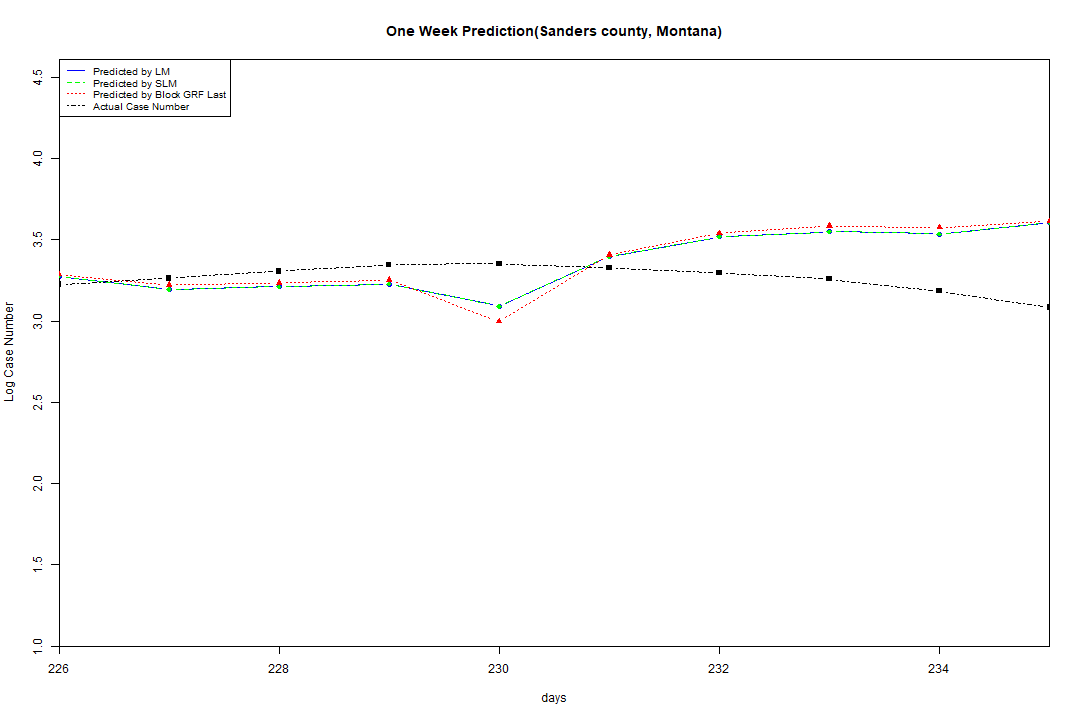 One Week Prediction(Sanders county, Montana)
Predicted by LM
Predicted by SLM
Predicted by Block GRF Last
Actual Case Number
4.5
4.0
3.5
3.0
2.5
2.0
1.5
1.0
Log Case Number
226 228 230 232 234
days